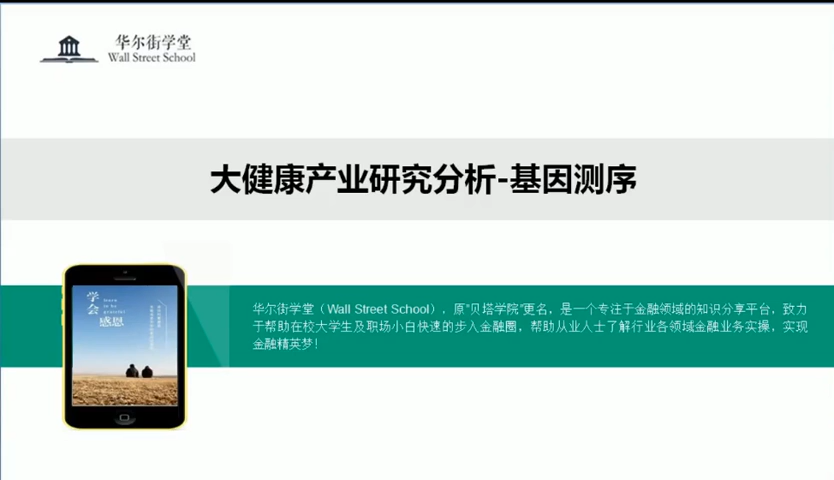 华尔街学堂
Wall Street School
大健康产业研究分析-基因测序
华尔街学堂（Wall Street School），原"贝塔学院"更名，是一个专注于金融领域的知识分享平台，致力
于帮助在校大学生及职场小白快速的步入金融圈，帮助从业人士了解行业各领域金融业务实操，实现
金融精英梦！
学会
learn
to be
grateful
感恩